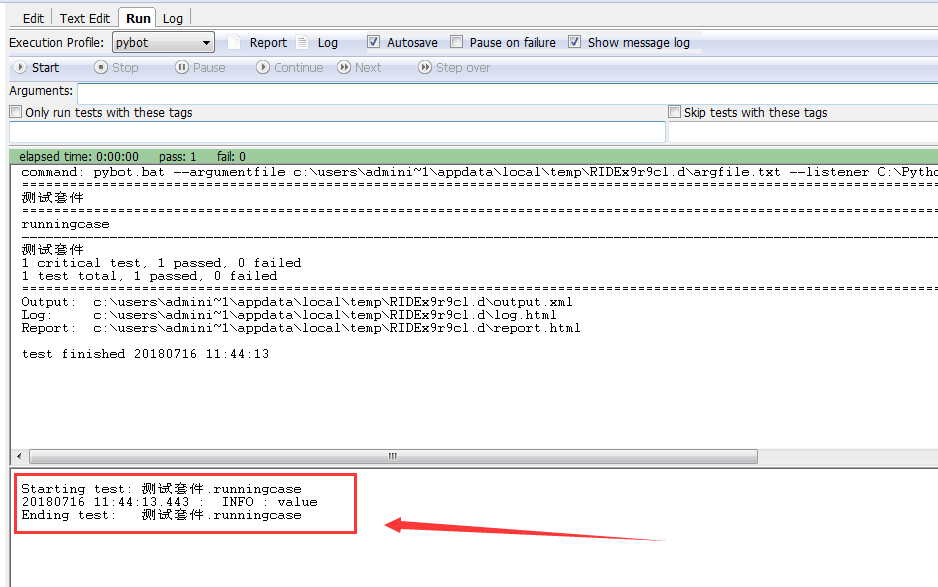 Edit Text Edit Run Log
Execution Profile: pybot Report Log Autosave Pause on failure Show message log
Start Stop Pause Continue Next Step over
Arguments:
Only run tests with these tags Skip tests with these tags
elapsed time: 0:00:00 pass: 1 fail: 0
command: pybot.bat --argumentfile c:\users\admini~1\appdata\local\temp\RIDEx9r9cl.d\argfile.txt --listener C:\Pytho
==============================================================================
测试套件
==============================================================================
runningcase
------------------------------------------------------------------------------
测试套件
1 critical test, 1 passed, 0 failed
1 test total, 1 passed, 0 failed
==============================================================================
Output:  c:\users\admini~1\appdata\local\temp\RIDEx9r9cl.d\output.xml
Log:     c:\users\admini~1\appdata\local\temp\RIDEx9r9cl.d\log.html
Report:  c:\users\admini~1\appdata\local\temp\RIDEx9r9cl.d\report.html
test finished 20180716 11:44:13
Starting test: 测试套件.runningcase
20180716 11:44:13.443 :  INFO : value
Ending test:   测试套件.runningcase